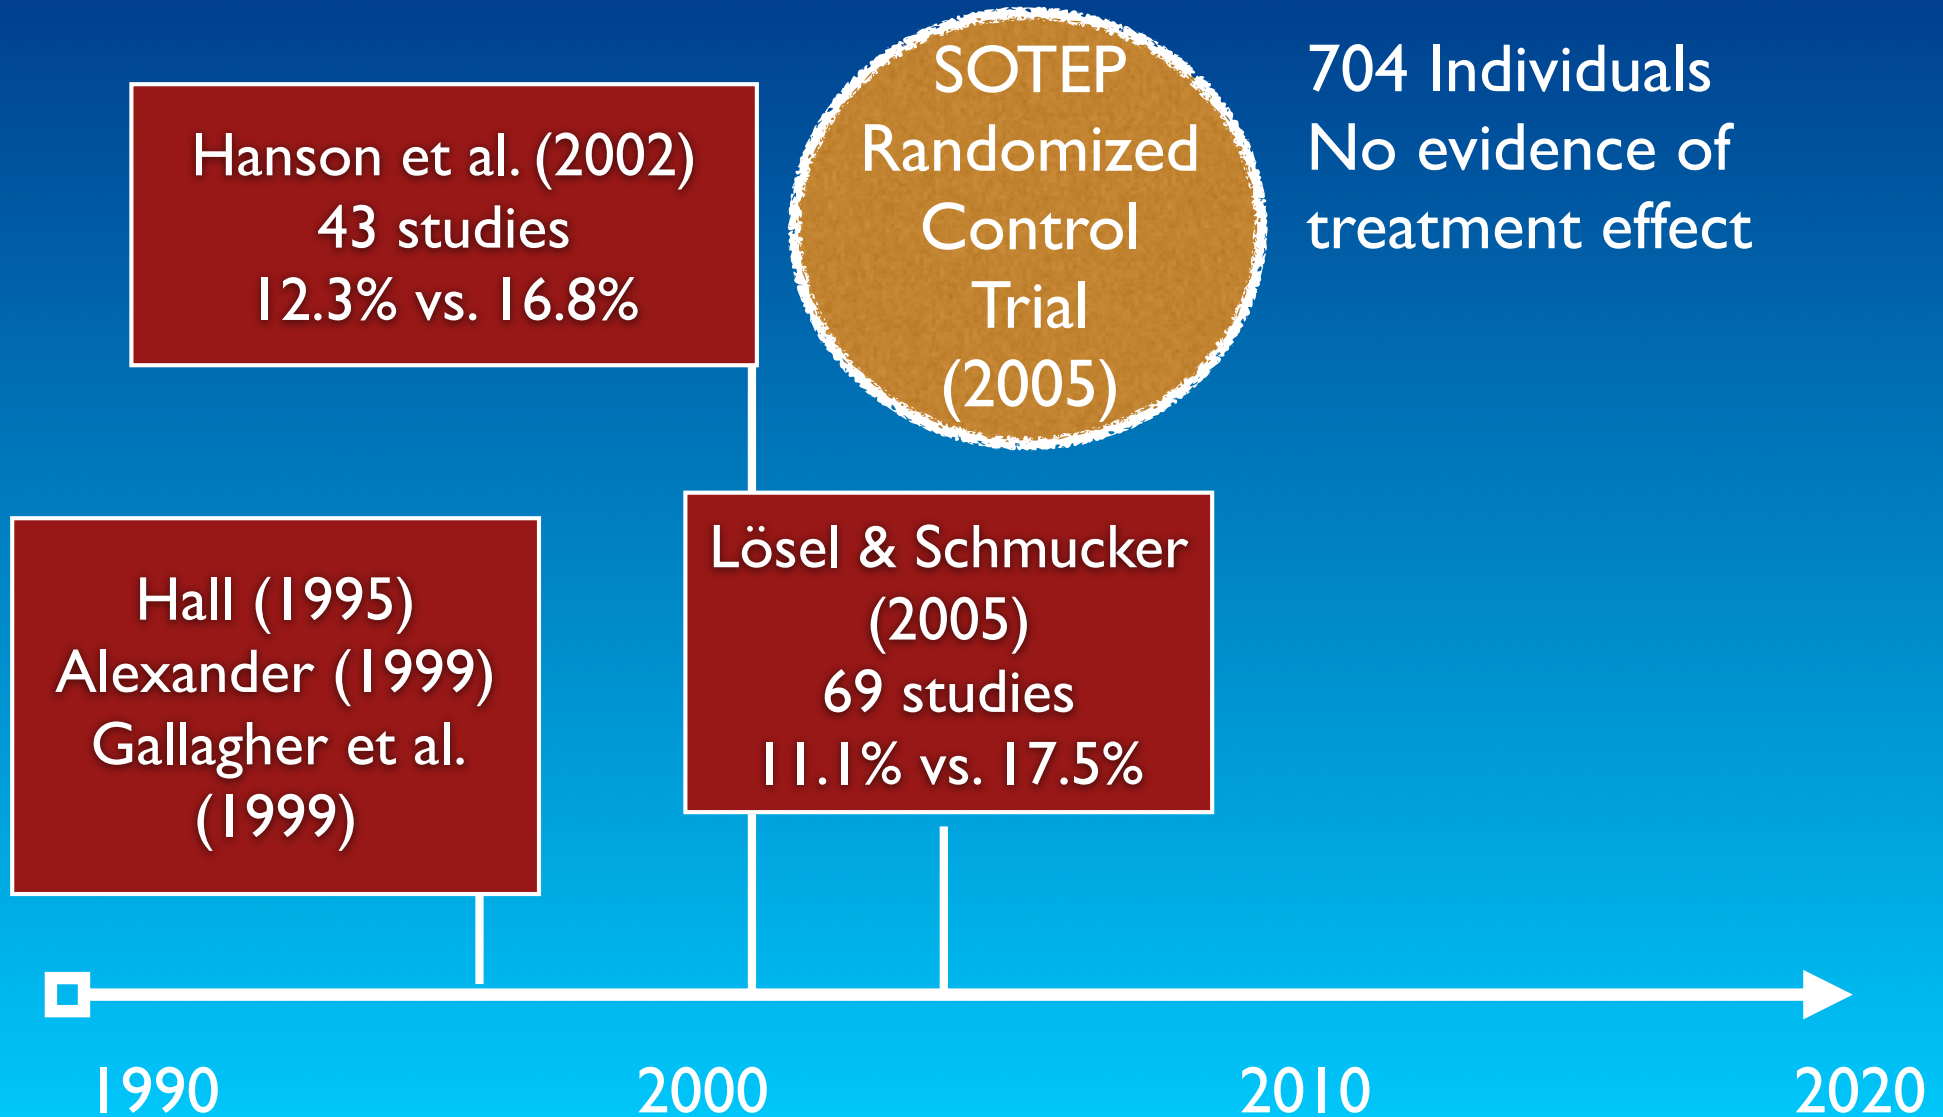 Hanson et al. (2002)
43 studies
12.3% vs. 16.8%
SOTEP
Randomized
Control
Trial
(2005)
704 Individuals
No evidence of
treatment effect
Hall (1995)
Alexander (1999)
Gallagher et al.
(1999)
Lösel & Schmucker
(2005)
69 studies
11.1% vs. 17.5%
1990
2000
2010
2020